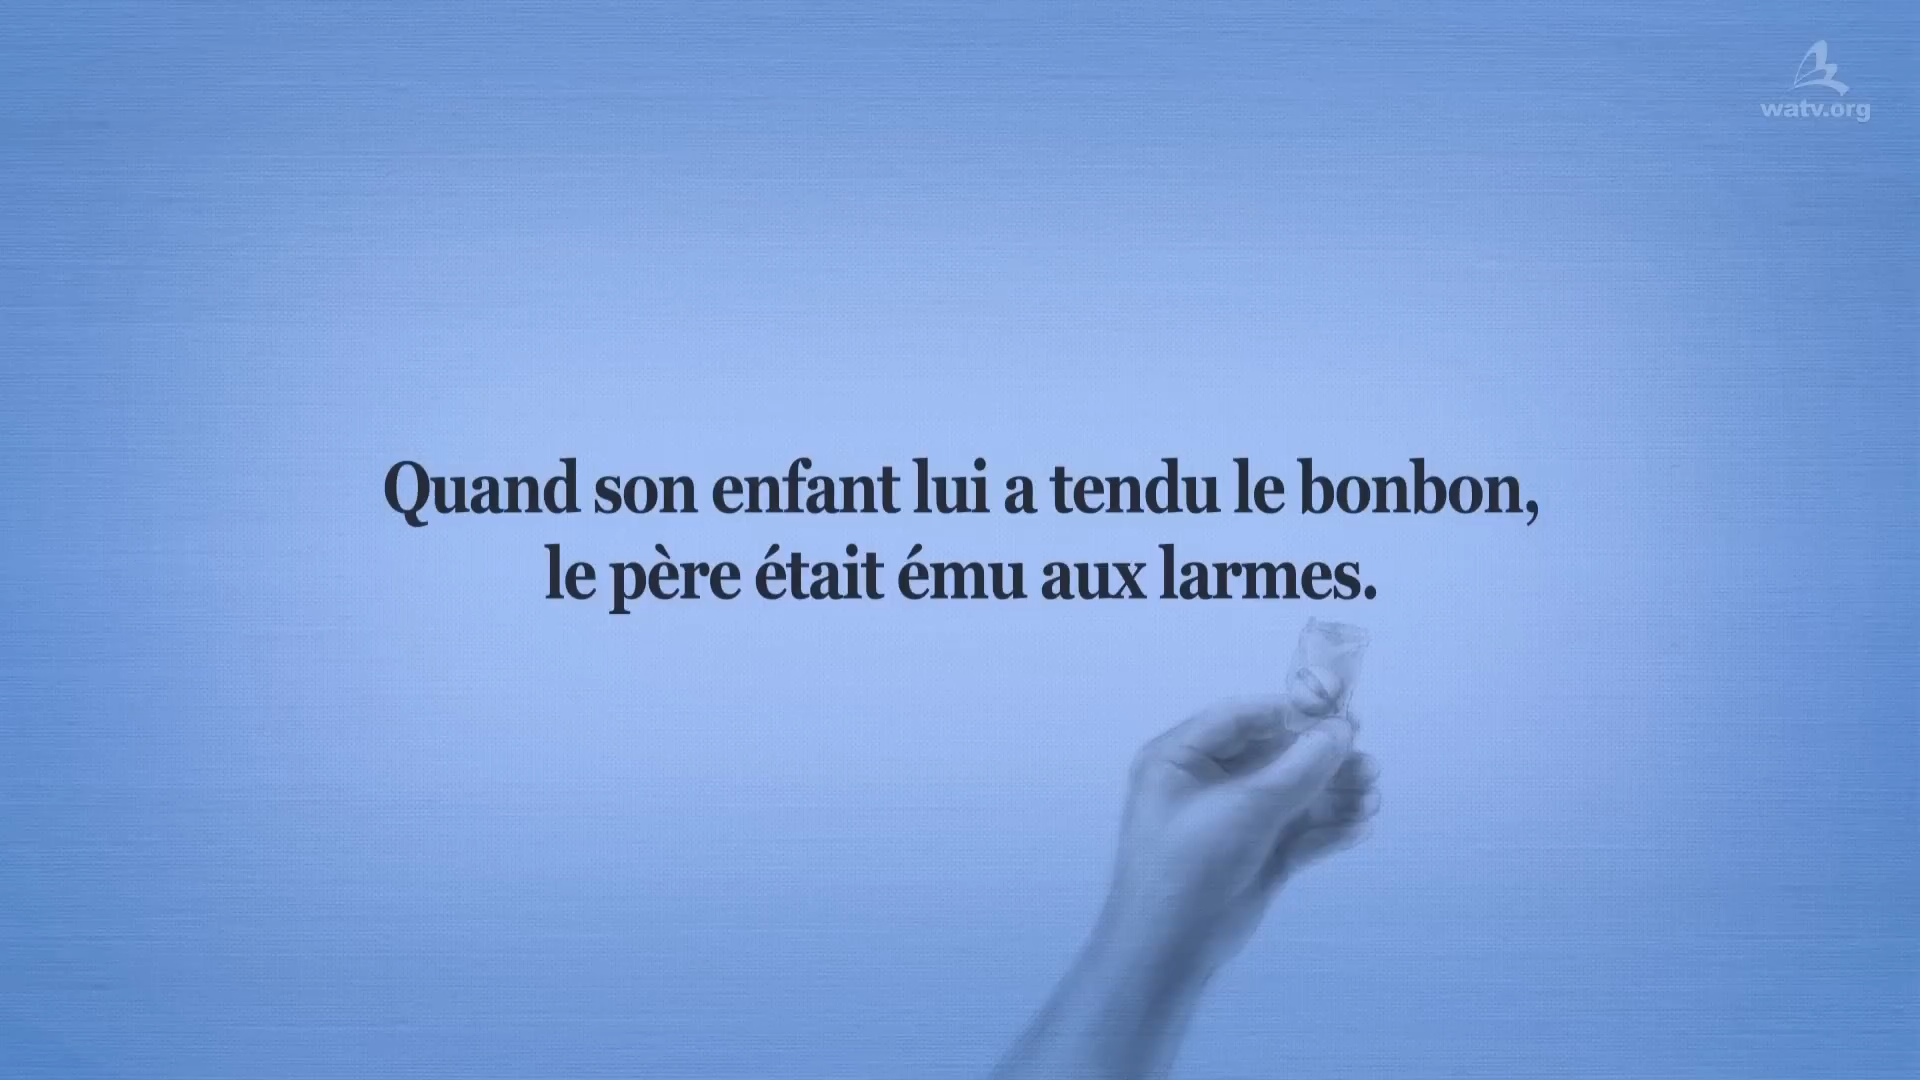 watv.org
Quand son enfant lui a tendu le bonbon,
le père était ému aux larmes.